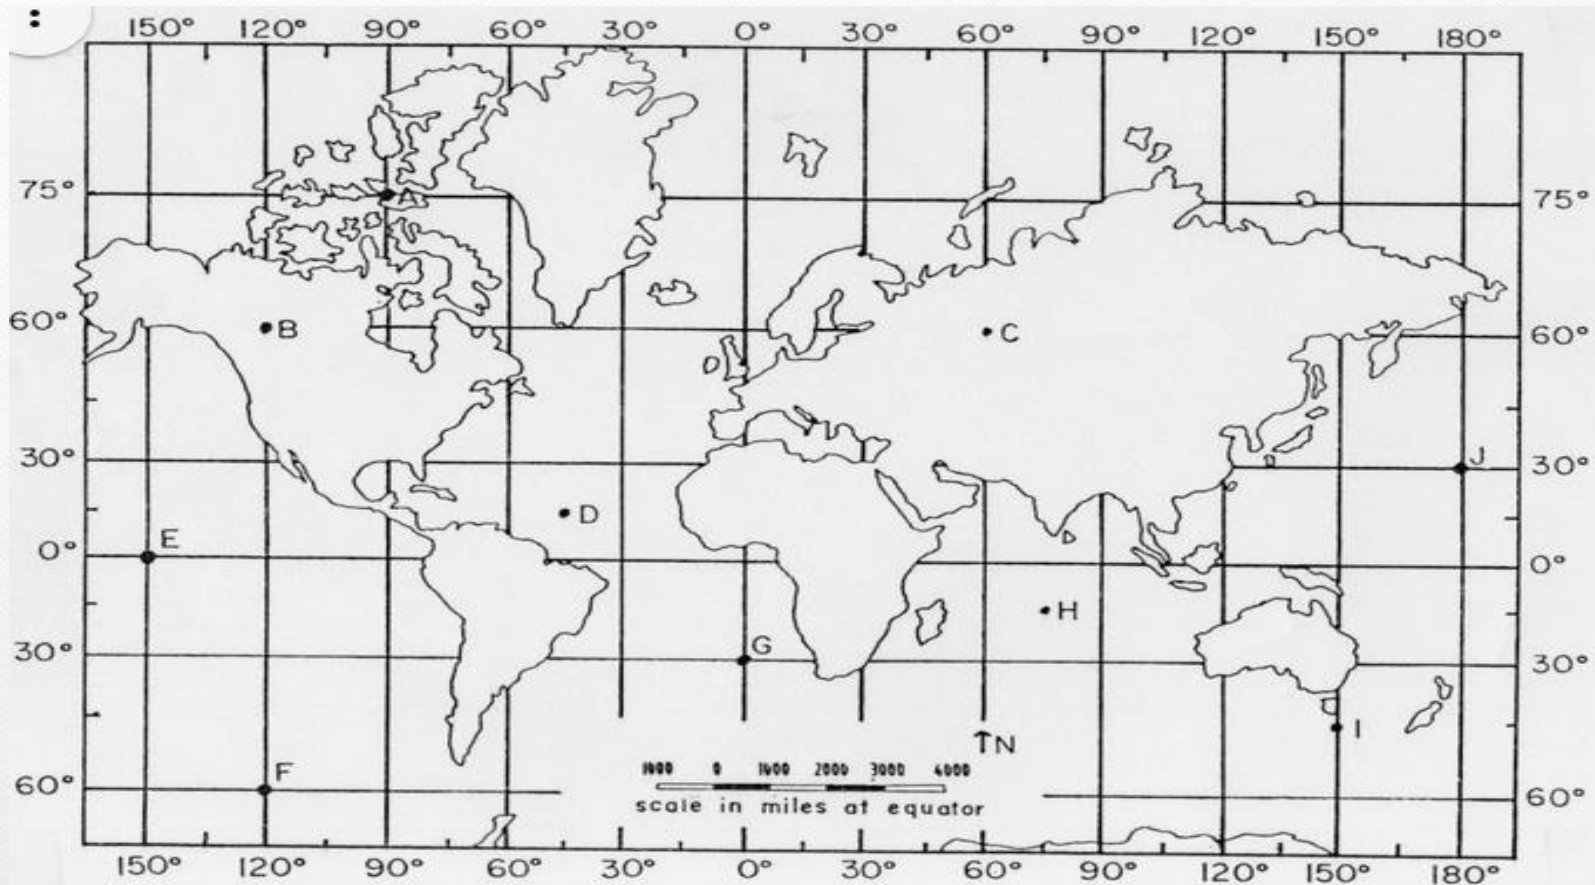 150° 120° 90° 60° 30° 0° 30° 60° 90° 120° 150° 180°
75° A 75°
60° B C 60°
30° J 30°
D
E
0° 0°
H
30° G 30°
I
N
F
1000 0 1000 2000 3000 4000
60° 60°
scale in miles at equator
150° 120° 90° 60° 30° 0° 30° 60° 90° 120° 150° 180°